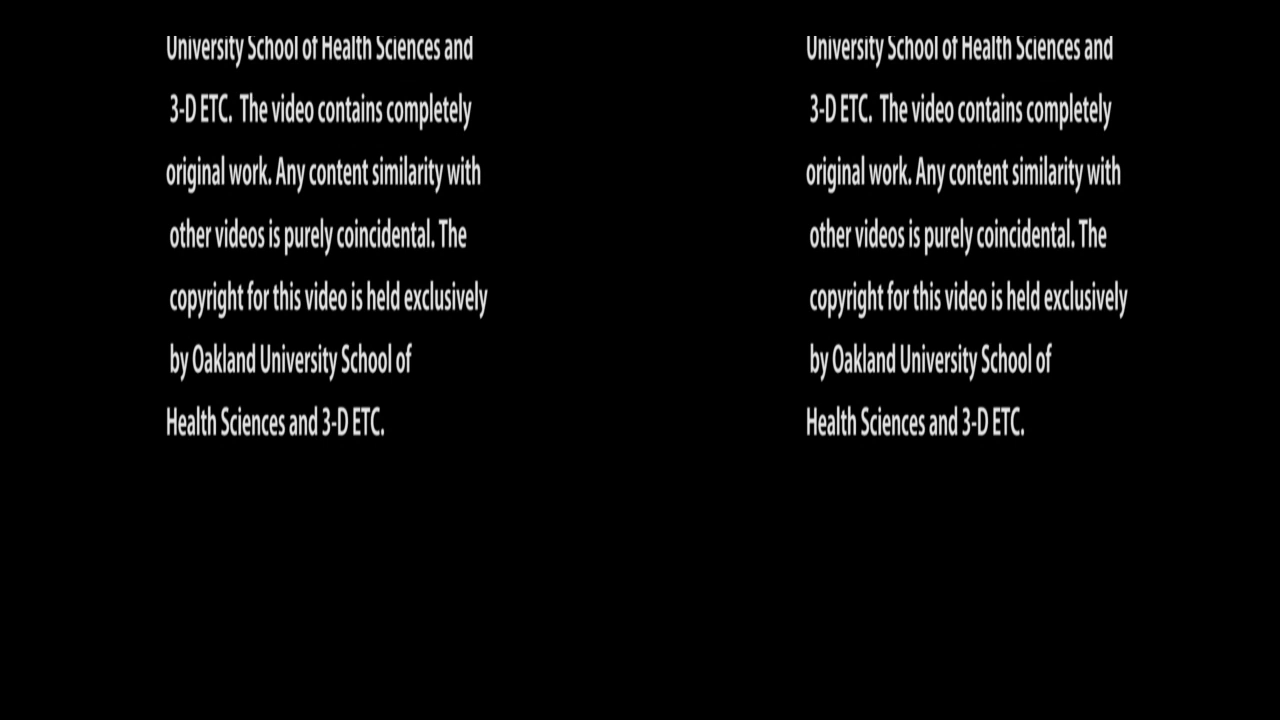 University School of Health Sciences and
3-D ETC. The video contains completely
original work. Any content similarity with
other videos is purely coincidental. The
copyright for this video is held exclusively
by Oakland University School of
Health Sciences and 3-D ETC.
University School of Health Sciences and
3-D ETC. The video contains completely
original work. Any content similarity with
other videos is purely coincidental. The
copyright for this video is held exclusively
by Oakland University School of
Health Sciences and 3-D ETC.